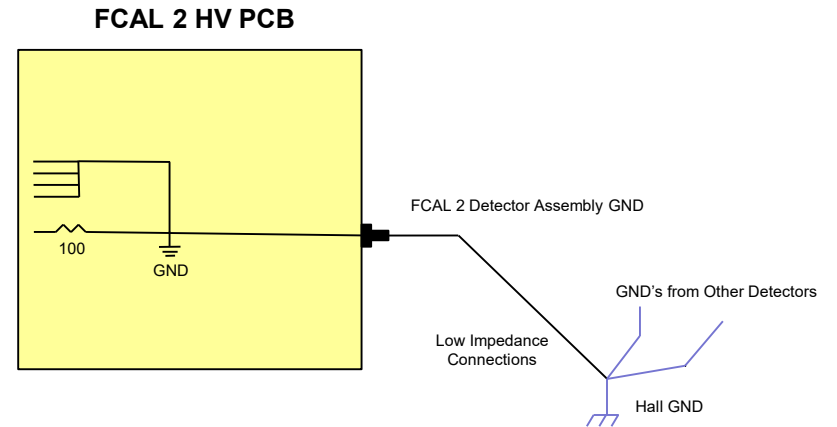 FCAL 2 HV PCB
FCAL 2 Detector Assembly GND
100
GND
GND's from Other Detectors
Low Impedance
Connections
Hall GND